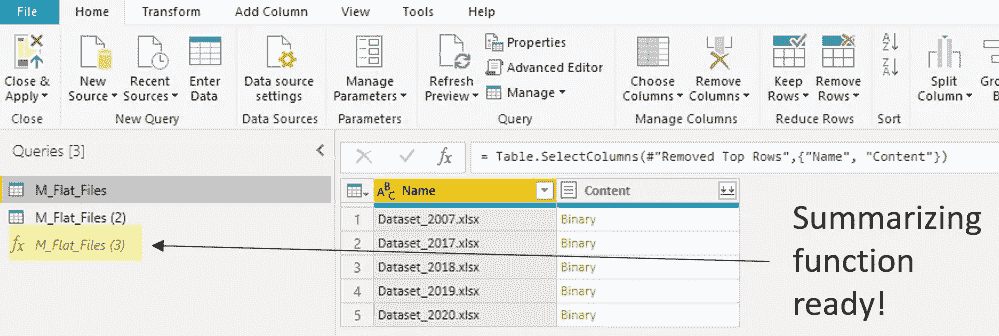 File Home Transform Add Column View Tools Help
Close & Apply New Source Recent Sources Enter Data Data source settings Manage Parameters Refresh Preview Properties Advanced Editor Manage Choose Columns Remove Columns Keep Rows Remove Rows Split Column
Close New Query Data Sources Parameters Query Manage Columns Reduce Rows Sort
Queries [3]
fx = Table.SelectColumns(#"Removed Top Rows",{"Name", "Content"})
M_Flat_Files
M_Flat_Files (2)
fx M_Flat_Files (3)
ABC Name Content
1 Dataset_2007.xlsx Binary
2 Dataset_2017.xlsx Binary
3 Dataset_2018.xlsx Binary
4 Dataset_2019.xlsx Binary
5 Dataset_2020.xlsx Binary
Summarizing
function
ready!